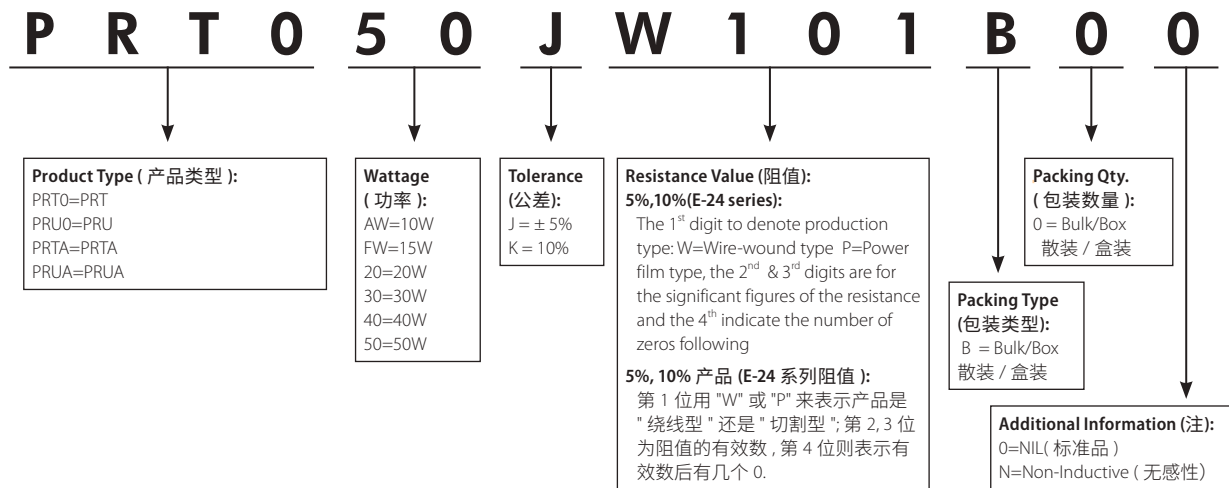 P R T 0 5 0 J W 1 0 1 B 0 0
Product Type ( 产品类型 ):
PRT0=PRT
PRU0=PRU
PRTA=PRTA
PRUA=PRUA
Wattage
( 功率 ):
AW=10W
FW=15W
20=20W
30=30W
40=40W
50=50W
Tolerance
(公差):
J = ± 5%
K = 10%
Resistance Value (阻值):
5%,10%(E-24 series):
The 1st digit to denote production
type: W=Wire-wound type P=Power
film type, the 2nd & 3rd digits are for
the significant figures of the resistance
and the 4th indicate the number of
zeros following
5%, 10% 产品 (E-24 系列阻值 ):
第 1 位用 "W" 或 "P" 来表示产品是
" 绕线型 " 还是 " 切割型 "; 第 2, 3 位
为阻值的有效数 , 第 4 位则表示有
效数后有几个 0.
Packing Type
(包装类型):
B = Bulk/Box
散装 / 盒装
Packing Qty.
( 包装数量 ):
0 = Bulk/Box
散装 / 盒装
Additional Information (注):
0=NIL( 标准品 )
N=Non-Inductive ( 无感性)